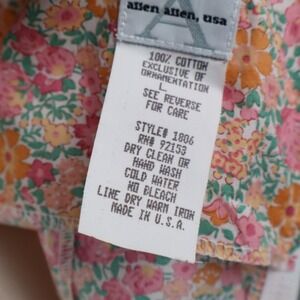 allen allen, usa
A
100% COTTON
EXCLUSIVE OF
ORNAMENTATION
L
SEE REVERSE
FOR CARE
STYLE# 1806
RN# 92153
DRY CLEAN OR
HAND WASH
COLD WATER
NO BLEACH
LINE DRY WARM IRON
MADE IN U.S.A.